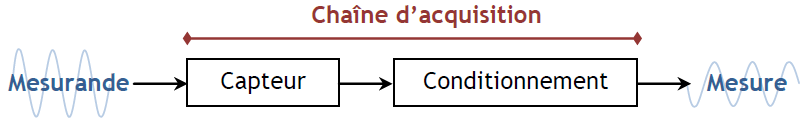 Chaîne d’acquisition
Mesurande
Capteur
Conditionnement
Mesure